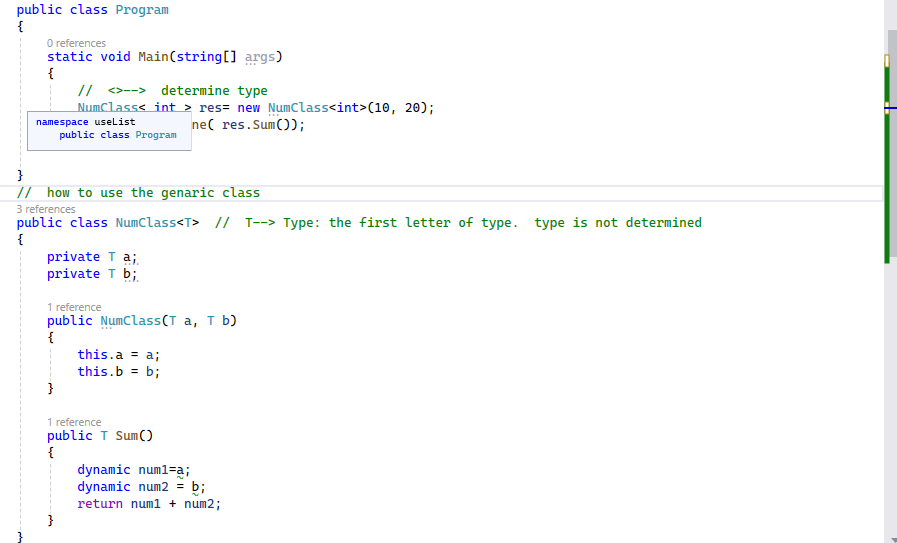 public class Program
{
0 references
static void Main(string[] args)
{
// <>--> determine type
NumClass< int > res= new NumClass<int>(10, 20);
namespace useList
ne( res.Sum());
public class Program
}
// how to use the genaric class
3 references
public class NumClass<T> // T--> Type: the first letter of type. type is not determined
{
private T a;
private T b;
1 reference
public NumClass(T a, T b)
{
this.a = a;
this.b = b;
}
1 reference
public T Sum()
{
dynamic num1=a;
dynamic num2 = b;
return num1 + num2;
}
}